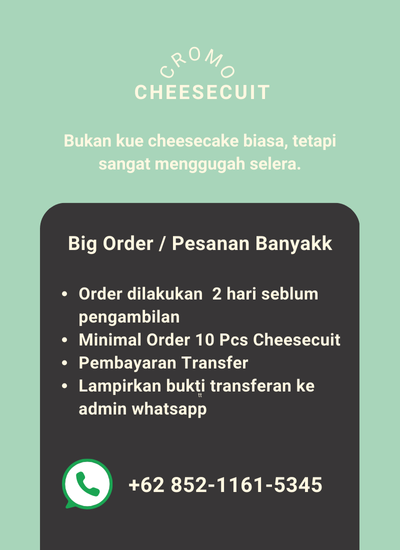 CROMO
CHEESECUIT
Bukan kue cheesecake biasa, tetapi
sangat menggugah selera.
Big Order / Pesanan Banyakk
• Order dilakukan  2 hari seblum
pengambilan
• Minimal Order 10 Pcs Cheesecuit
• Pembayaran Transfer
• Lampirkan bukti transferan ke
admin whatsapp
+62 852-1161-5345